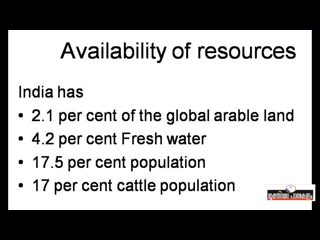 Availability of resources
India has
• 2.1 per cent of the global arable land
• 4.2 per cent Fresh water
• 17.5 per cent population
• 17 per cent cattle population